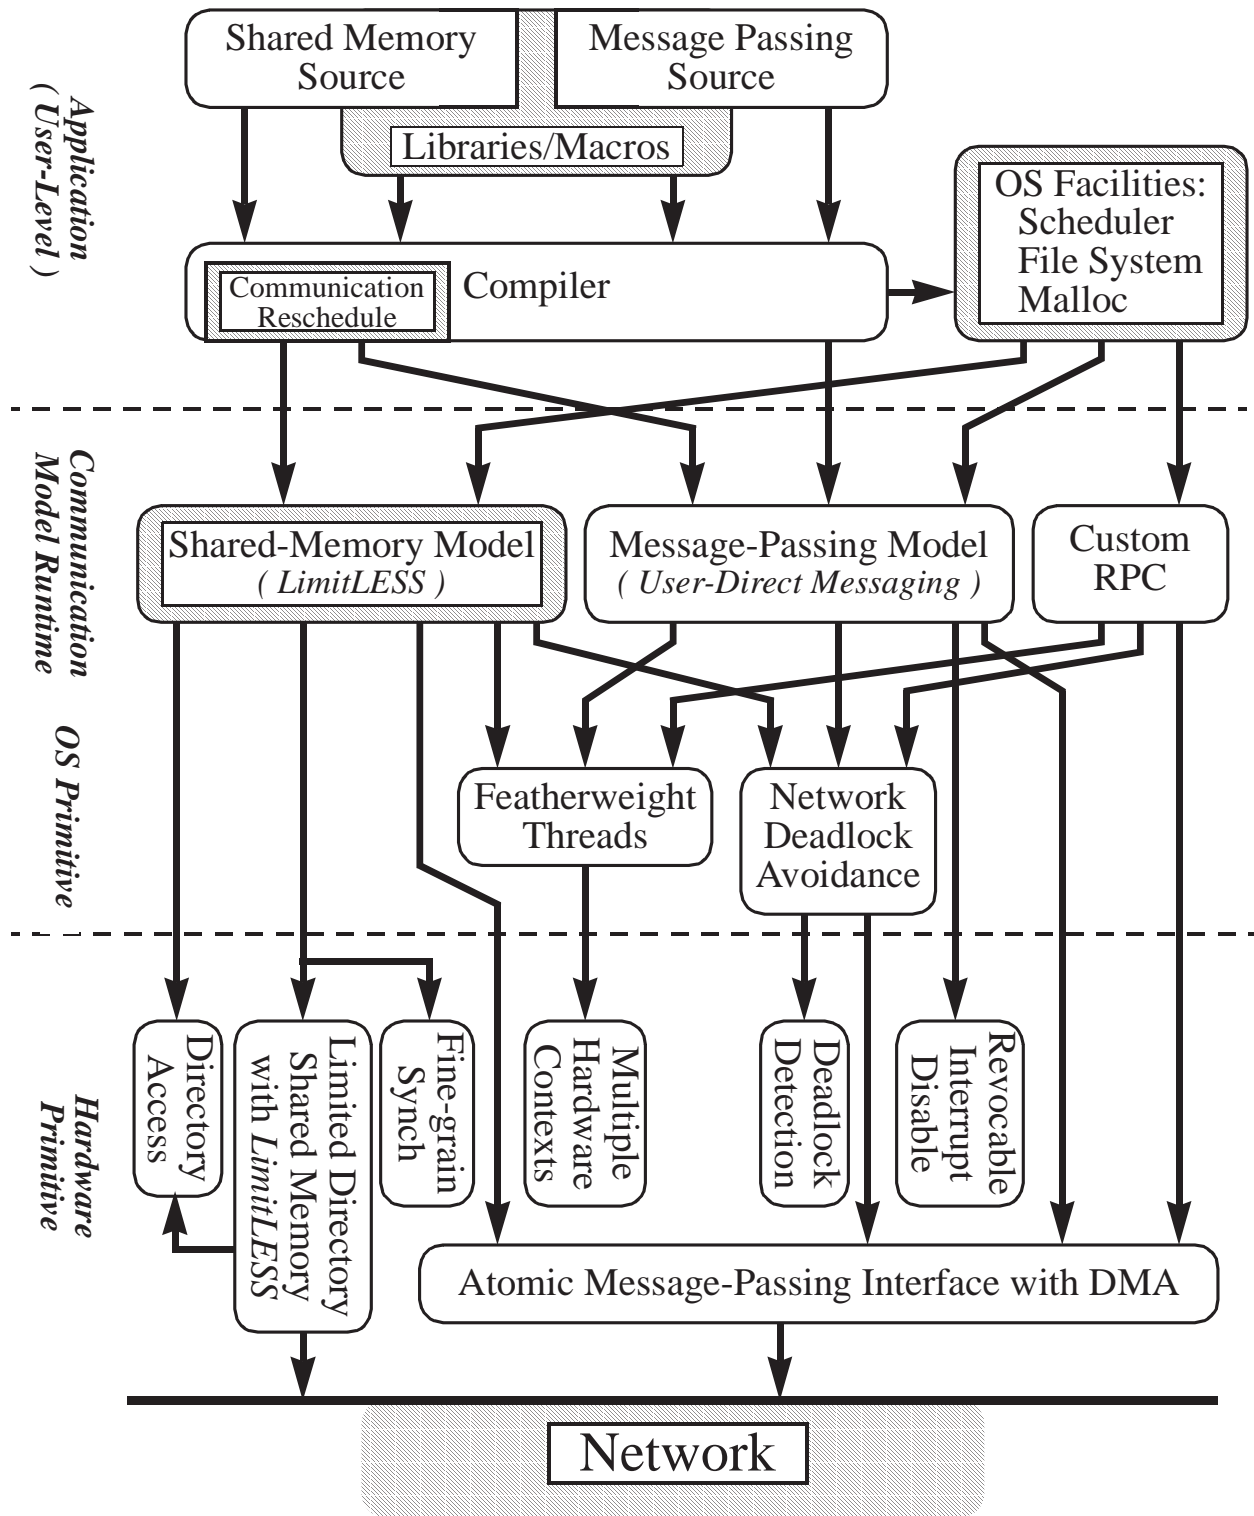 Shared Memory
Source
Message Passing
Source
Libraries/Macros
Application
( User-Level )
OS Facilities:
Scheduler
File System
Malloc
Communication
Reschedule
Compiler
Communication
Model Runtime
Shared-Memory Model
( LimitLESS )
Message-Passing Model
( User-Direct Messaging )
Custom
RPC
OS Primitive
Featherweight
Threads
Network
Deadlock
Avoidance
Hardware
Primitive
Directory
Access
Limited Directory
Shared Memory
with LimitLESS
Fine-grain
Synch
Multiple
Hardware
Contexts
Deadlock
Detection
Revocable
Interrupt
Disable
Atomic Message-Passing Interface with DMA
Network